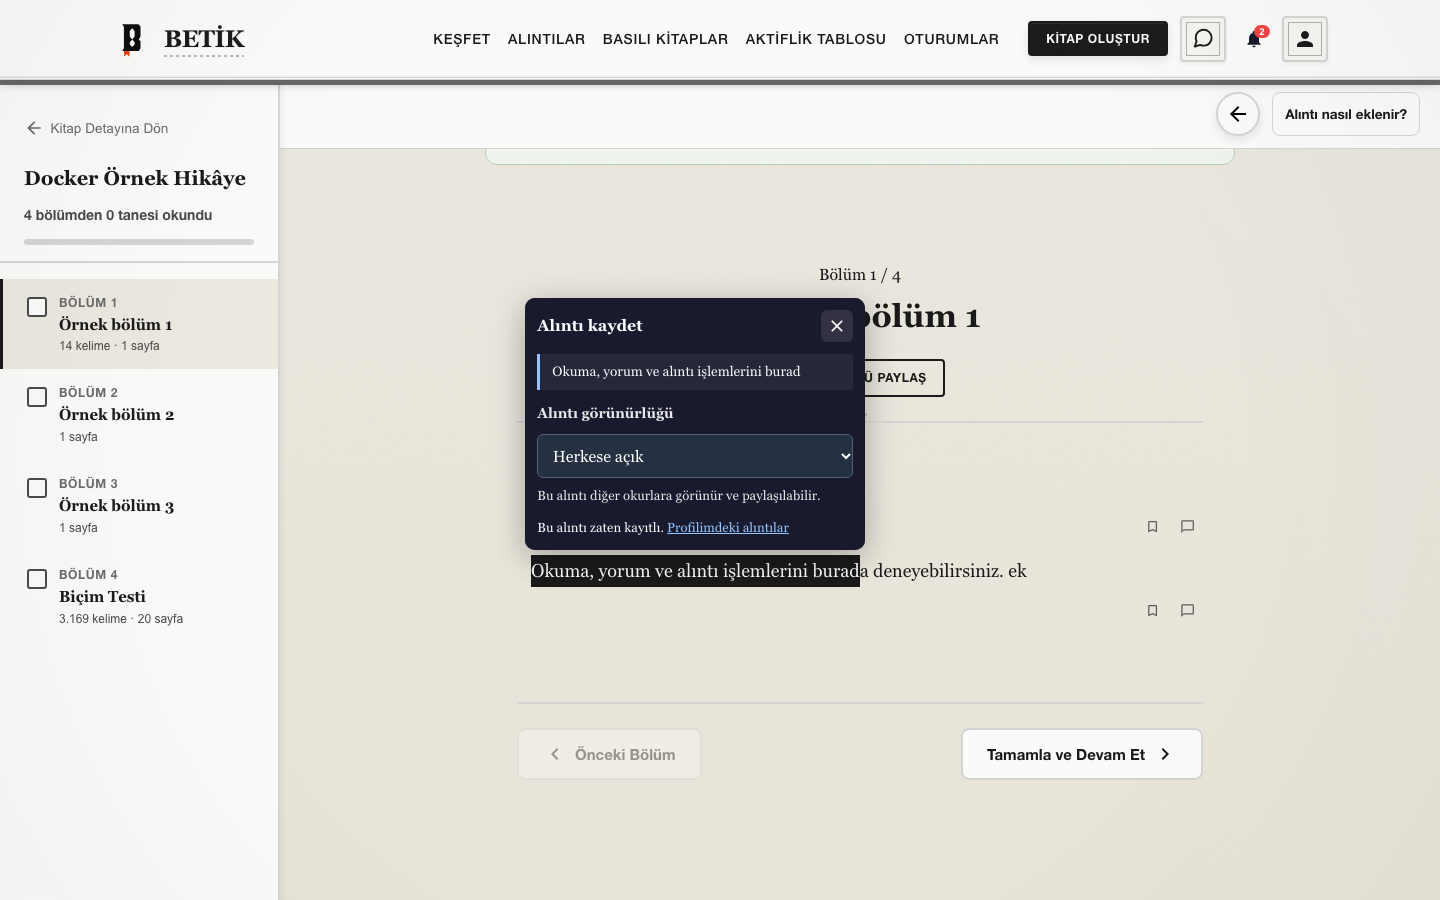 BETİK
KEŞFET
ALINTILAR
BASILI KİTAPLAR
AKTİFLİK TABLOSU
OTURUMLAR
KİTAP OLUŞTUR
2
Kitap Detayına Dön
Docker Örnek Hikâye
4 bölümden 0 tanesi okundu
BÖLÜM 1
Örnek bölüm 1
14 kelime · 1 sayfa
BÖLÜM 2
Örnek bölüm 2
1 sayfa
BÖLÜM 3
Örnek bölüm 3
1 sayfa
BÖLÜM 4
Biçim Testi
3.169 kelime · 20 sayfa
Alıntı nasıl eklenir?
Bölüm 1 / 4
bölüm 1
Ü PAYLAŞ
Alıntı kaydet
Okuma, yorum ve alıntı işlemlerini burad
Alıntı görünürlüğü
Herkese açık
Bu alıntı diğer okurlara görünür ve paylaşılabilir.
Bu alıntı zaten kayıtlı. Profilimdeki alıntılar
Okuma, yorum ve alıntı işlemlerini burada deneyebilirsiniz. ek
Önceki Bölüm
Tamamla ve Devam Et